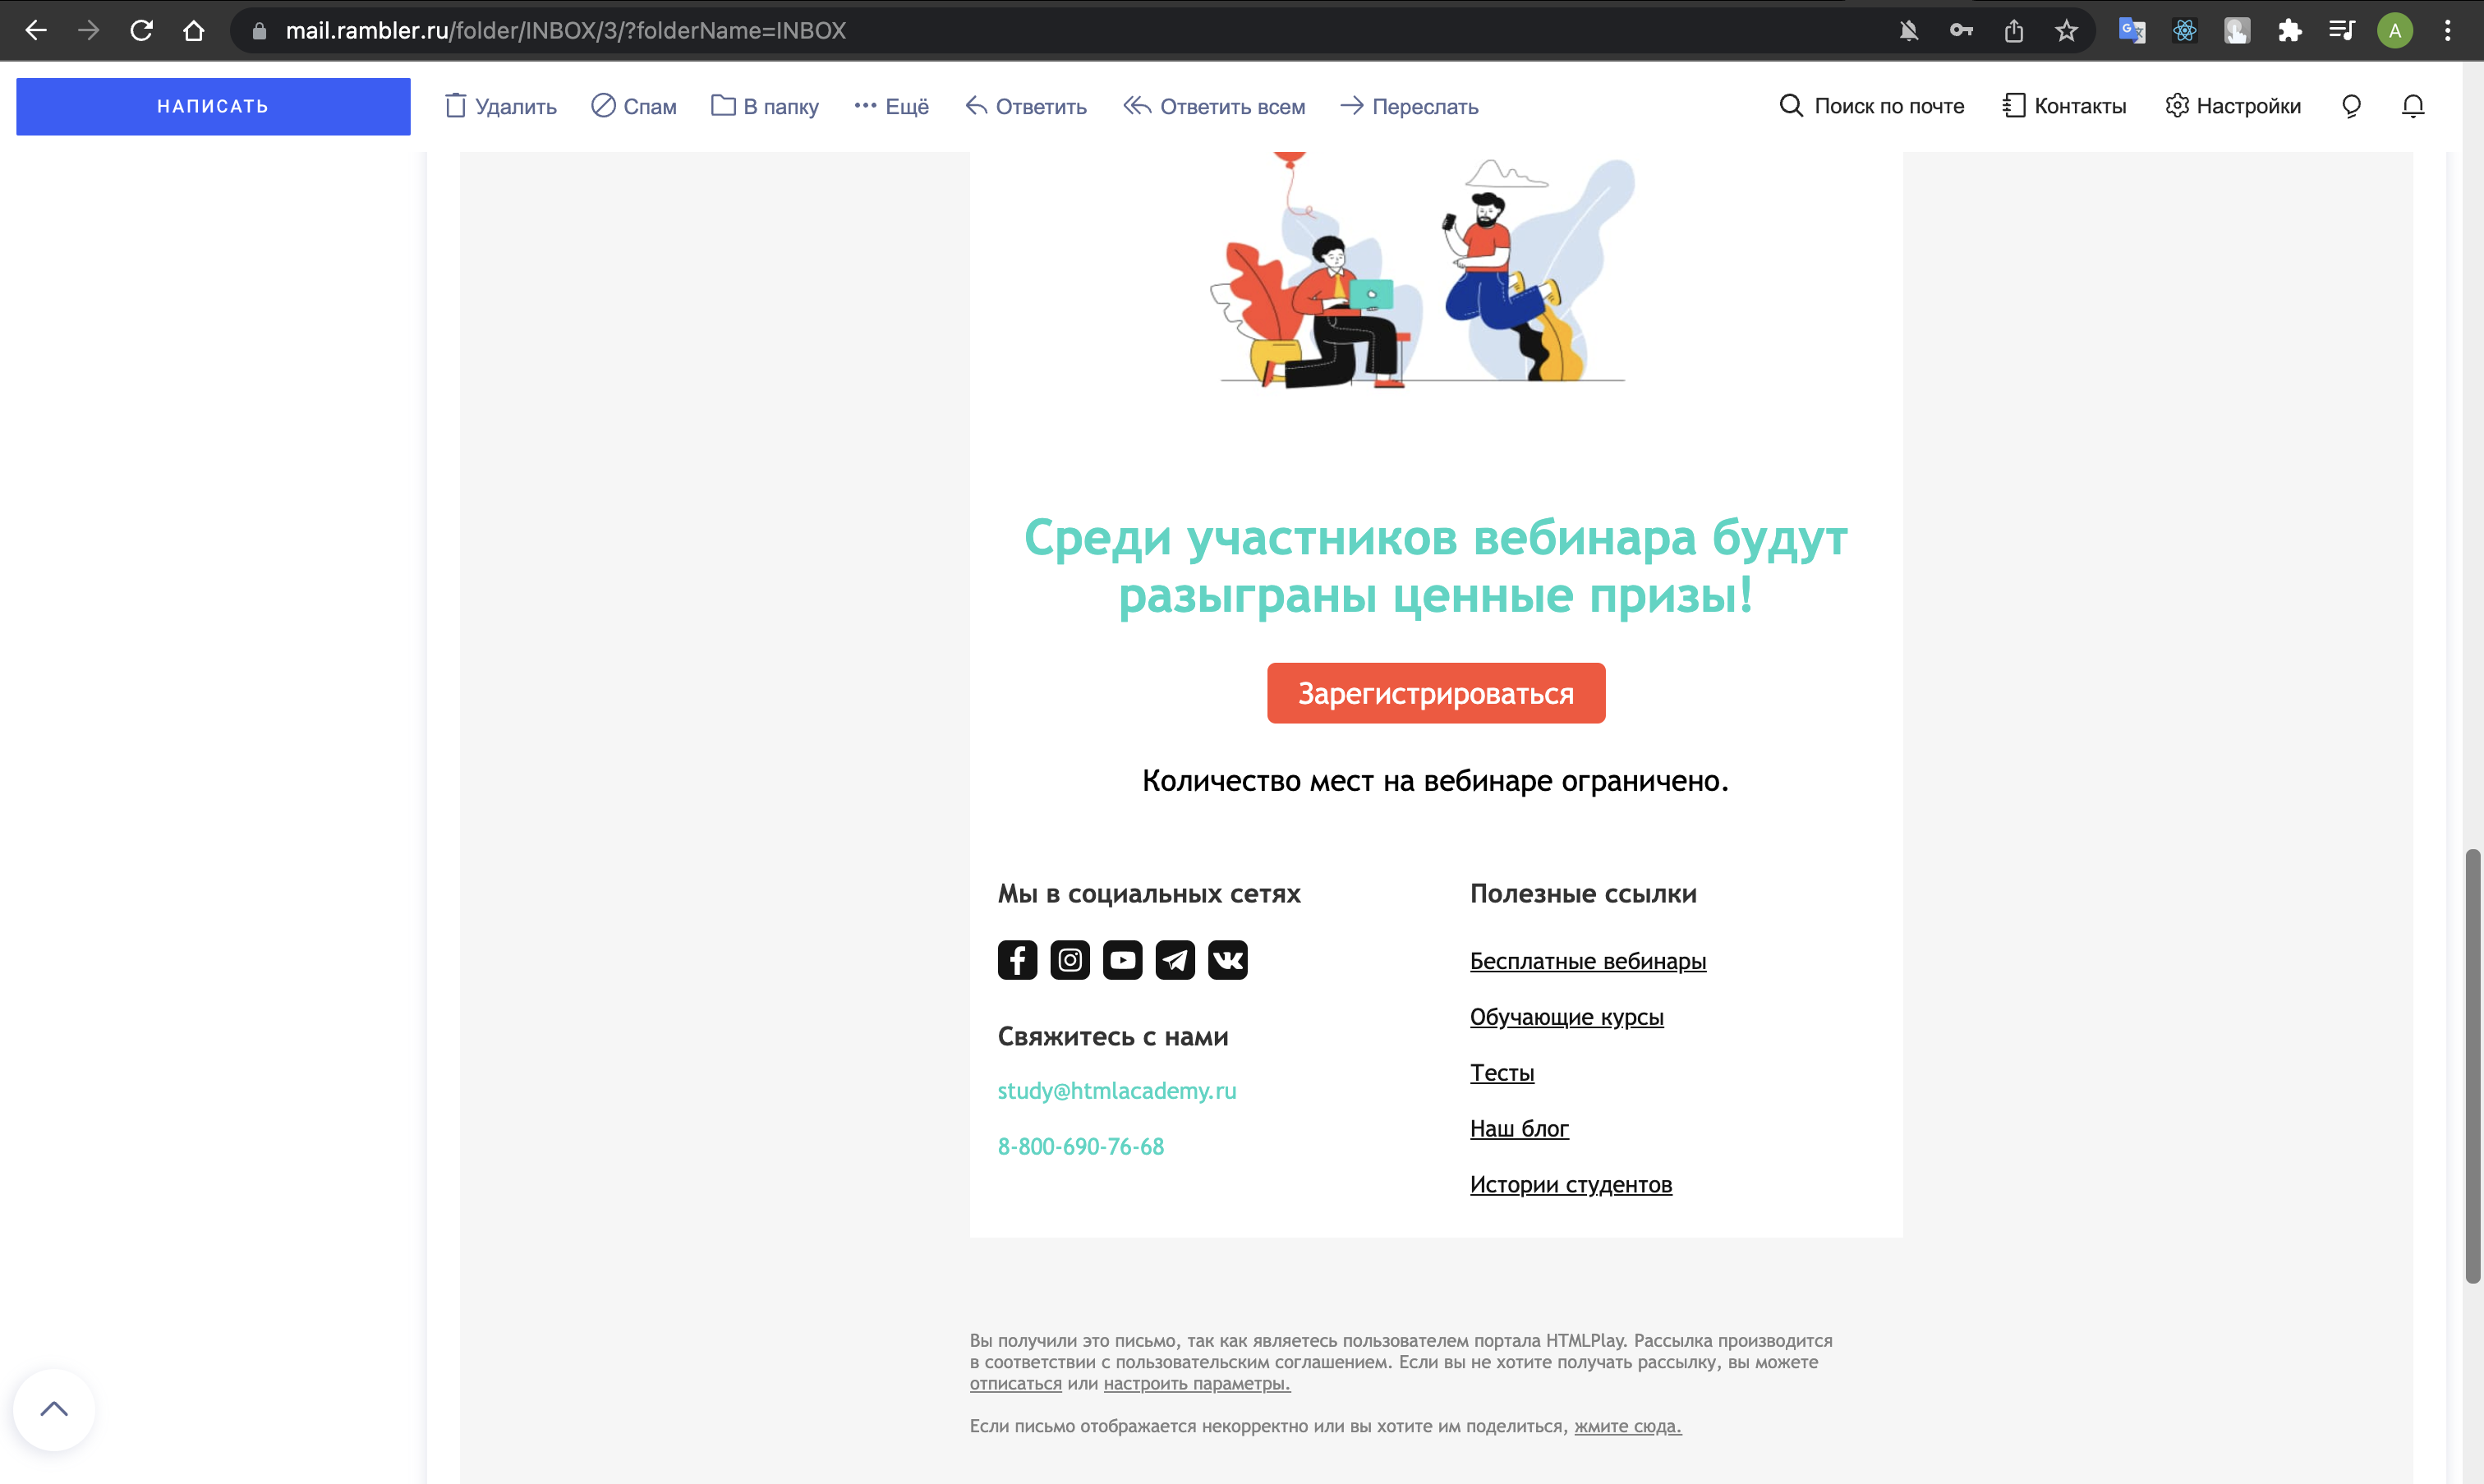 mail.rambler.ru/folder/INBOX/3/?folderName=INBOX
A
НАПИСАТЬ
Удалить
Спам
В папку
Ещё
Ответить
Ответить всем
Переслать
Поиск по почте
Контакты
Настройки
Среди участников вебинара будут
разыграны ценные призы!
Зарегистрироваться
Количество мест на вебинаре ограничено.
Мы в социальных сетях
Свяжитесь с нами
study@htmlacademy.ru
8-800-690-76-68
Полезные ссылки
Бесплатные вебинары
Обучающие курсы
Тесты
Наш блог
Истории студентов
Вы получили это письмо, так как являетесь пользователем портала HTMLPlay. Рассылка производится
в соответствии с пользовательским соглашением. Если вы не хотите получать рассылку, вы можете
отписаться или настроить параметры.
Если письмо отображается некорректно или вы хотите им поделиться, жмите сюда.